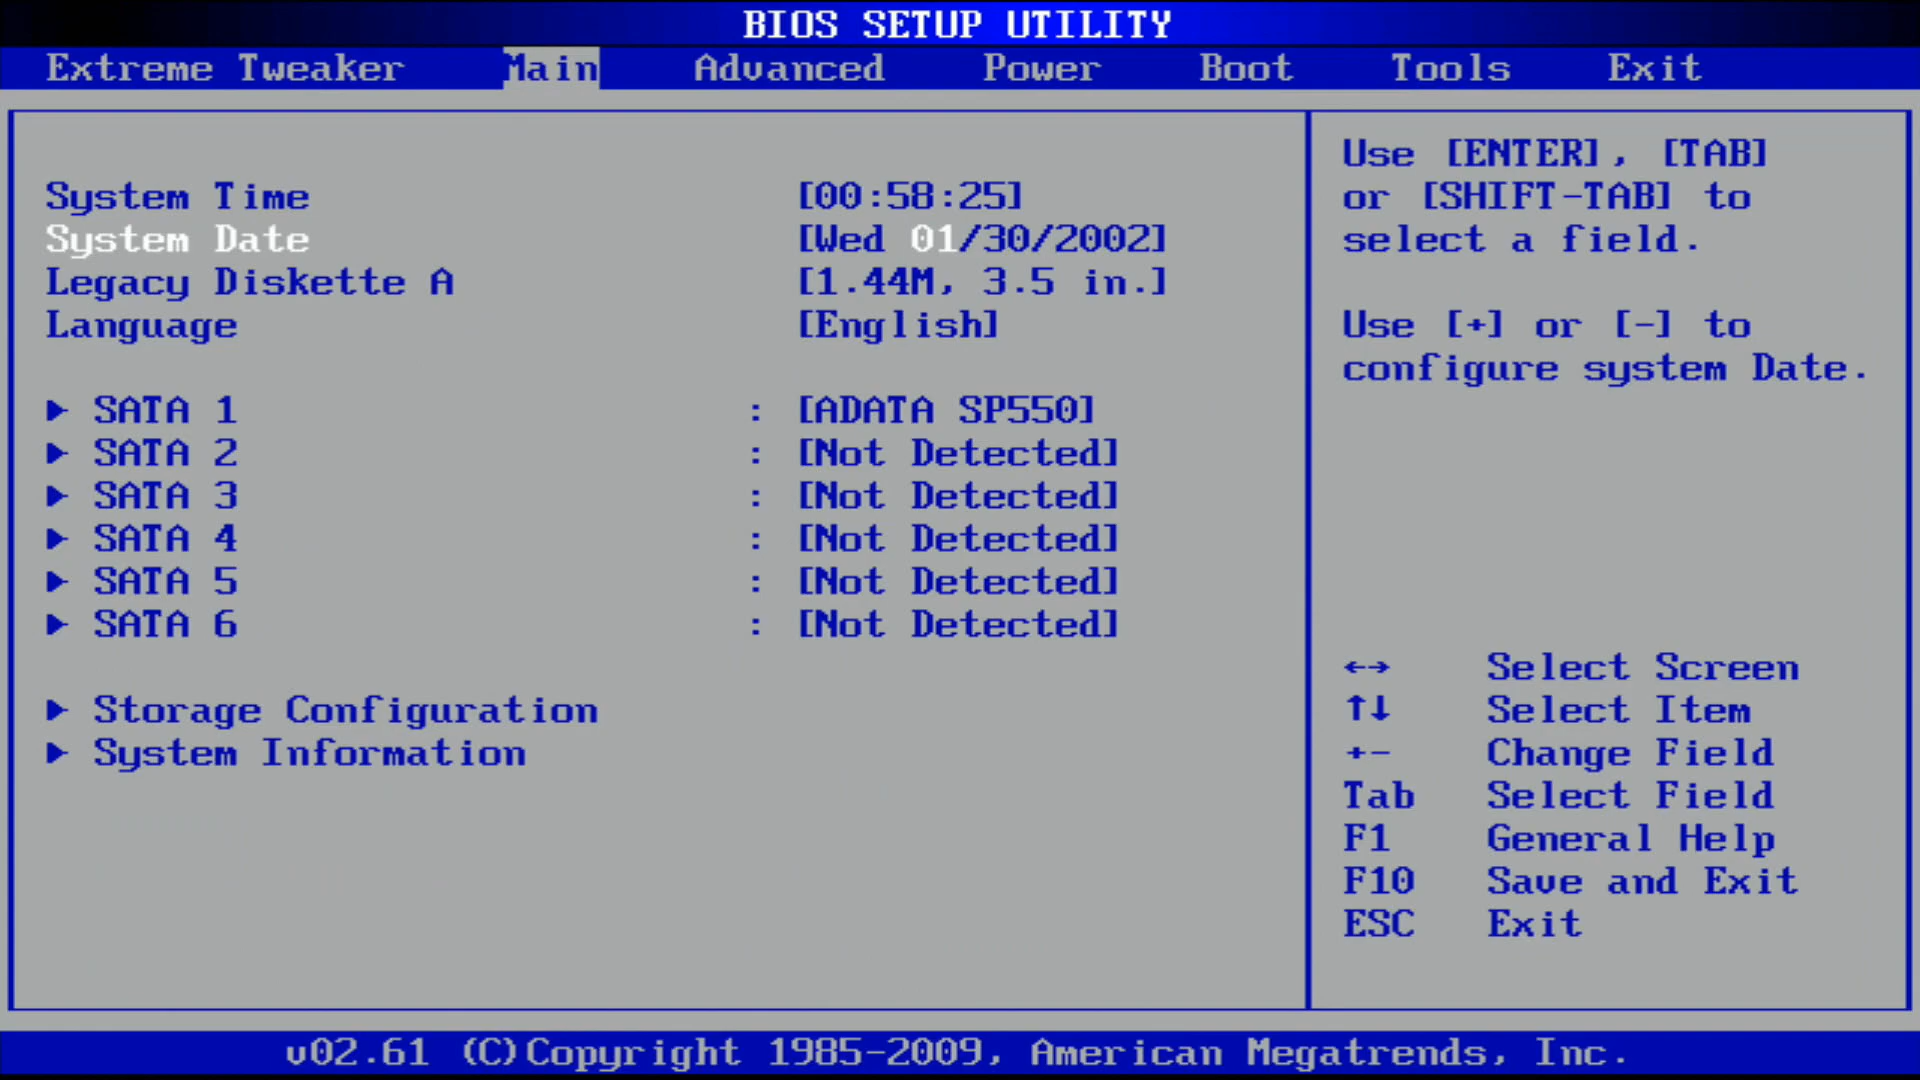 BIOS SETUP UTILITY
Extreme Tweaker Main Advanced Power Boot Tools Exit
System Time [00:58:25]
System Date [Wed 01/30/2002]
Legacy Diskette A [1.44M, 3.5 in.]
Language [English]
▶ SATA 1 : [ADATA SP550]
▶ SATA 2 : [Not Detected]
▶ SATA 3 : [Not Detected]
▶ SATA 4 : [Not Detected]
▶ SATA 5 : [Not Detected]
▶ SATA 6 : [Not Detected]
▶ Storage Configuration
▶ System Information
Use [ENTER], [TAB]
or [SHIFT-TAB] to
select a field.
Use [+] or [-] to
configure system Date.
←→ Select Screen
↑↓ Select Item
+- Change Field
Tab Select Field
F1 General Help
F10 Save and Exit
ESC Exit
v02.61 (C)Copyright 1985-2009, American Megatrends, Inc.